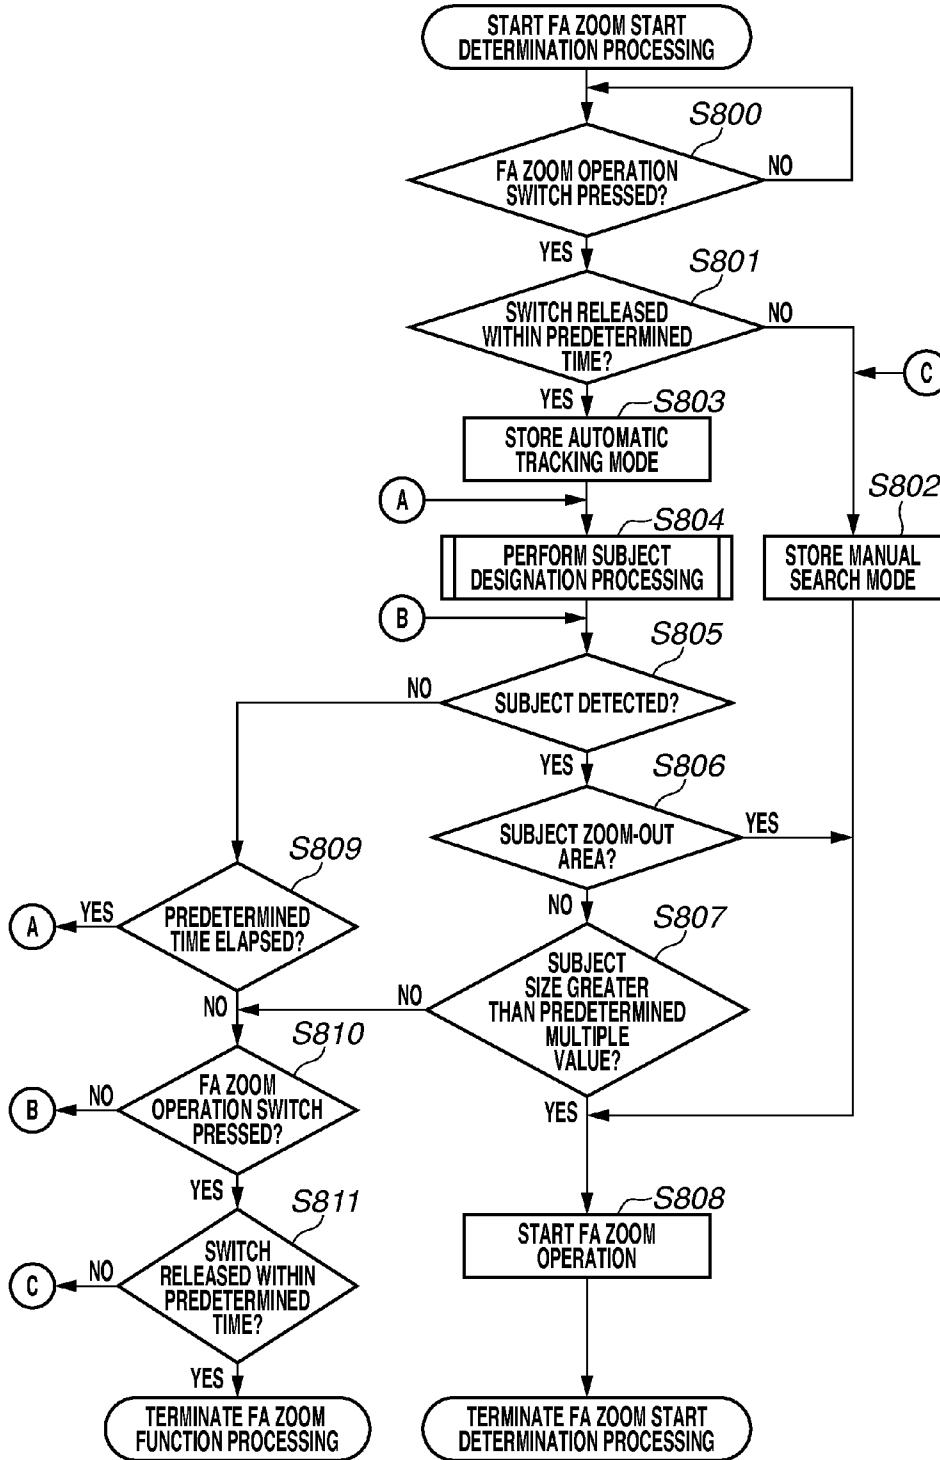 START FA ZOOM START
DETERMINATION PROCESSING
S800
FA ZOOM OPERATION
SWITCH PRESSED?
NO
YES
S801
SWITCH RELEASED
WITHIN PREDETERMINED
TIME?
NO
C
YES
S803
STORE AUTOMATIC
TRACKING MODE
A
S802
STORE MANUAL
SEARCH MODE
S804
PERFORM SUBJECT
DESIGNATION PROCESSING
B
S805
SUBJECT DETECTED?
NO
YES
S806
SUBJECT ZOOM-OUT
AREA?
YES
NO
S809
PREDETERMINED
TIME ELAPSED?
YES
A
NO
S807
SUBJECT
SIZE GREATER
THAN PREDETERMINED
MULTIPLE
VALUE?
NO
YES
S810
FA ZOOM
OPERATION SWITCH
PRESSED?
NO
B
YES
S811
SWITCH
RELEASED WITHIN
PREDETERMINED
TIME?
NO
C
YES
S808
START FA ZOOM
OPERATION
TERMINATE FA ZOOM
FUNCTION PROCESSING
TERMINATE FA ZOOM START
DETERMINATION PROCESSING